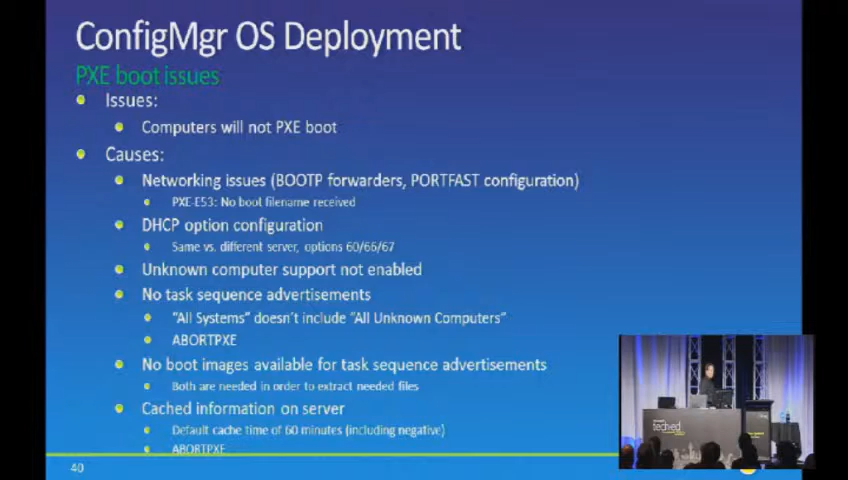 ConfigMgr OS Deployment
PXE boot issues
Issues:
Computers will not PXE boot
Causes:
Networking issues (BOOTP forwarders, PORTFAST configuration)
PXE-E53: No boot filename received
DHCP option configuration
Same vs. different server, options 60/66/67
Unknown computer support not enabled
No task sequence advertisements
“All Systems” doesn’t include “All Unknown Computers”
ABORTPXE
No boot images available for task sequence advertisements
Both are needed in order to extract needed files
Cached information on server
Default cache time of 60 minutes (including negative)
ABORTPXE
40
tech·ed